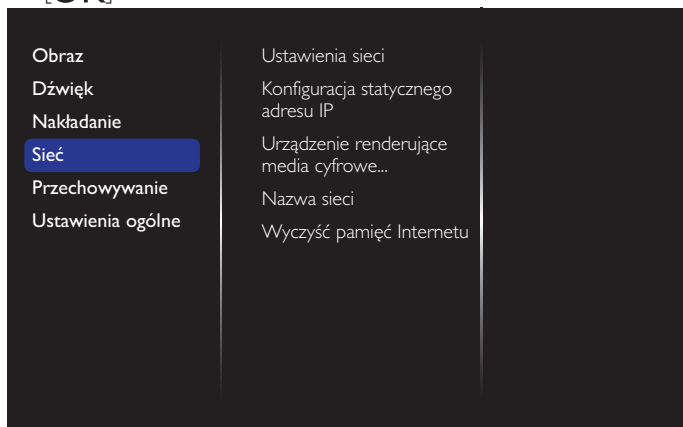 [OK]
Obraz
Dźwięk
Nakładanie
Sieć
Przechowywanie
Ustawienia ogólne
Ustawienia sieci
Konfiguracja statycznego
adresu IP
Urządzenie renderujące
media cyfrowe...
Nazwa sieci
Wyczyść pamięć Internetu